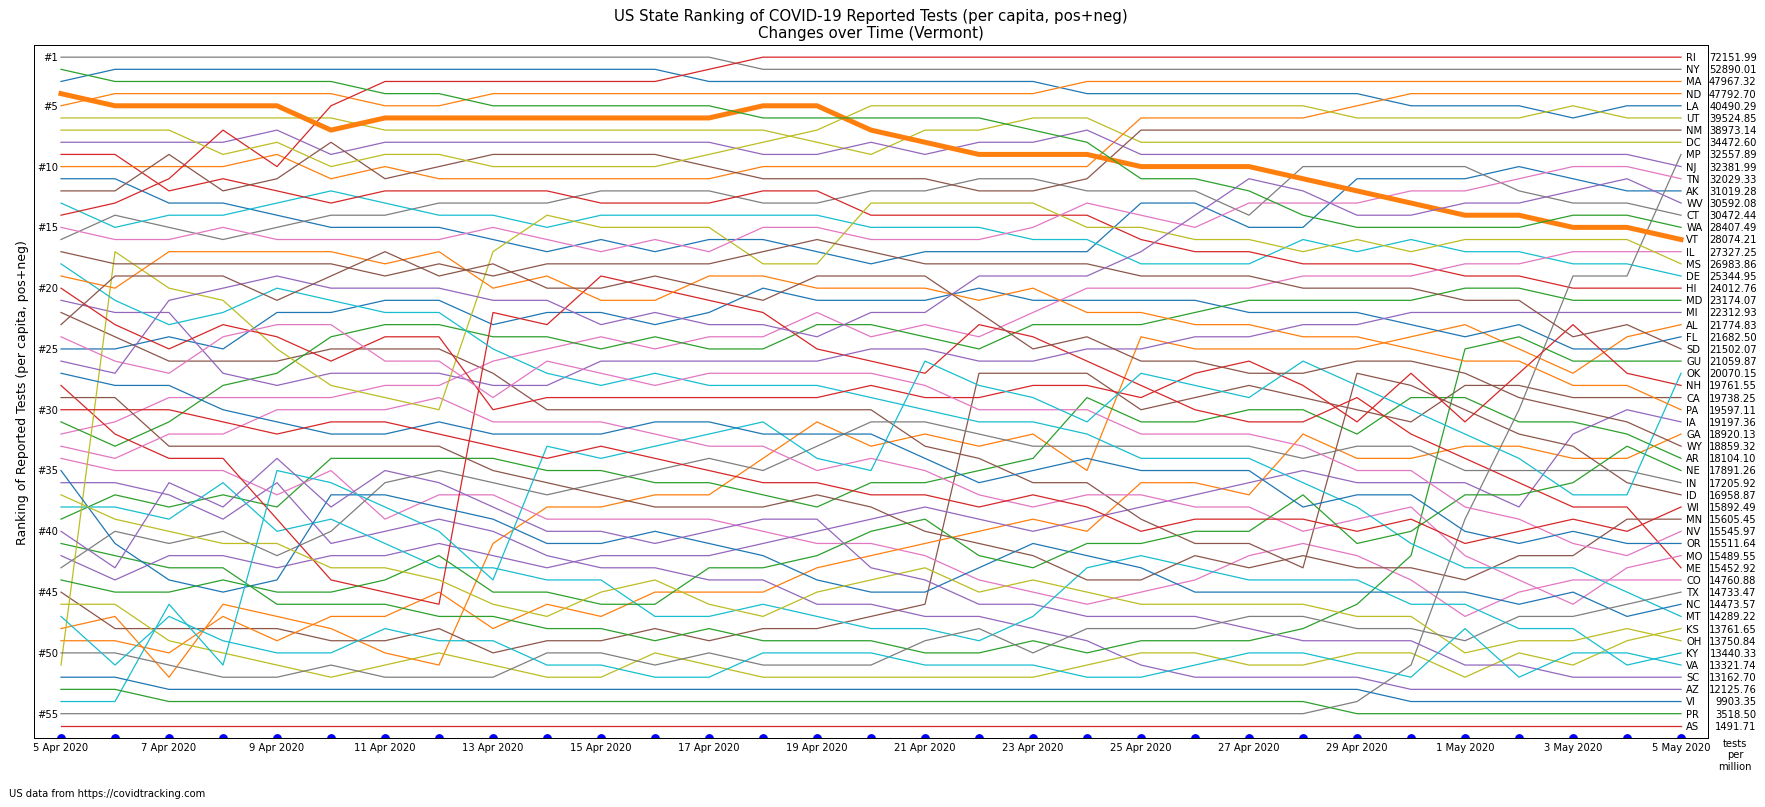 US State Ranking of COVID-19 Reported Tests (per capita, pos+neg)
Changes over Time (Vermont)
Ranking of Reported Tests (per capita, pos+neg)
#1
#5
#10
#15
#20
#25
#30
#35
#40
#45
#50
#55
RI 72151.99
NY 52890.01
MA 47967.32
ND 47792.70
LA 40490.29
UT 39524.85
NM 38973.14
DC 34472.60
MP 32557.89
NJ 32381.99
TN 32029.33
AK 31019.28
WV 30592.08
CT 30472.44
WA 28407.49
VT 28074.21
IL 27327.25
MS 26983.86
DE 25344.95
HI 24012.76
MD 23174.07
MI 22312.93
AL 21774.83
FL 21682.50
SD 21502.07
GU 21059.87
OK 20070.15
NH 19761.55
CA 19738.25
PA 19597.11
IA 19197.36
GA 18920.13
WY 18859.32
AR 18104.10
NE 17891.26
IN 17205.92
ID 16958.87
WI 15892.49
MN 15605.45
NV 15545.97
OR 15511.64
MO 15489.55
ME 15452.92
CO 14760.88
TX 14733.47
NC 14473.57
MT 14289.22
KS 13761.65
OH 13750.84
KY 13440.33
VA 13321.74
SC 13162.70
AZ 12125.76
VI 9903.35
PR 3518.50
AS 1491.71
5 Apr 2020 7 Apr 2020 9 Apr 2020 11 Apr 2020 13 Apr 2020 15 Apr 2020 17 Apr 2020 19 Apr 2020 21 Apr 2020 23 Apr 2020 25 Apr 2020 27 Apr 2020 29 Apr 2020 1 May 2020 3 May 2020 5 May 2020
tests
per
million
US data from https://covidtracking.com